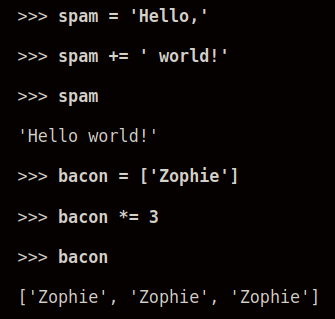 >>> spam = 'Hello,'
>>> spam += ' world!'
>>> spam
'Hello world!'
>>> bacon = ['Zophie']
>>> bacon *= 3
>>> bacon
['Zophie', 'Zophie', 'Zophie']